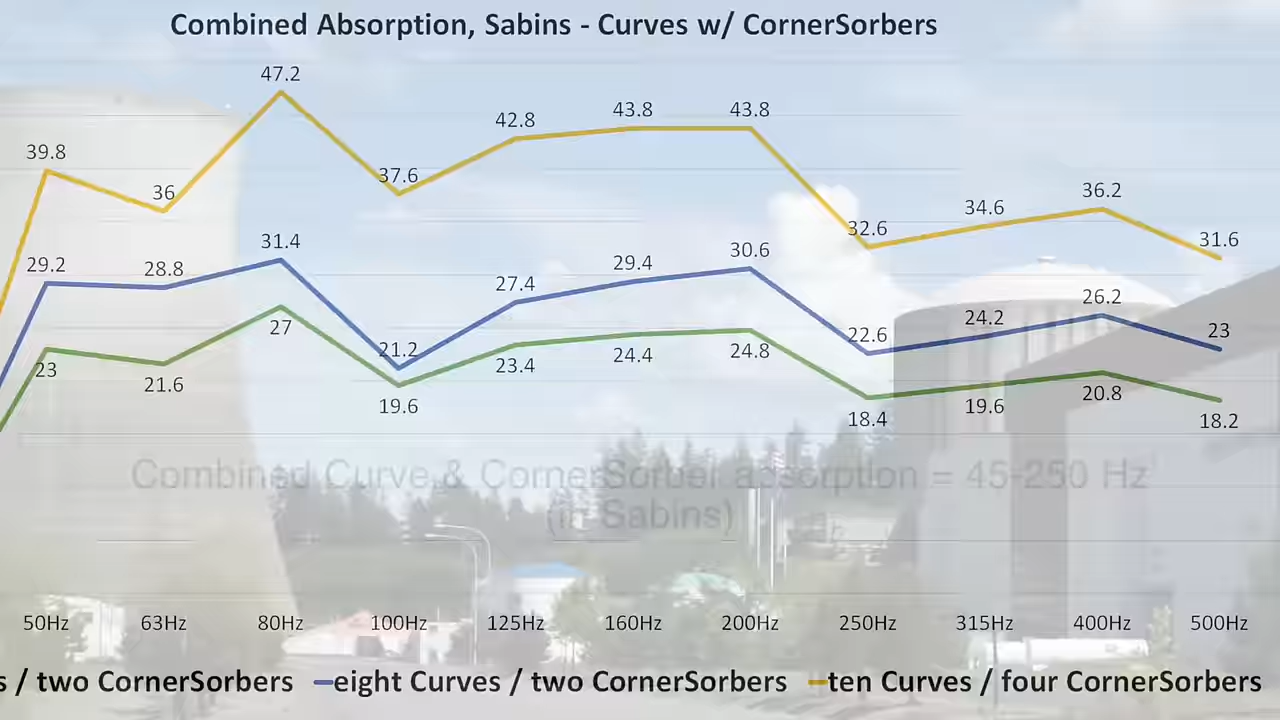 Combined Absorption, Sabins - Curves w/ CornerSorbers
47.2
42.8 43.8 43.8
39.8
37.6
36 36.2
34.6
32.6 31.6
31.4
30.6
29.2 28.8 29.4
27.4
26.2
24.2
22.6 23
21.2
27
23 24.4 24.8
23.4
21.6
19.6 18.4 19.6 20.8 18.2
Combined Curve & CornerSorber absorption = 45-250 Hz
(in Sabins)
50Hz 63Hz 80Hz 100Hz 125Hz 160Hz 200Hz 250Hz 315Hz 400Hz 500Hz
s / two CornerSorbers eight Curves / two CornerSorbers ten Curves / four CornerSorbers